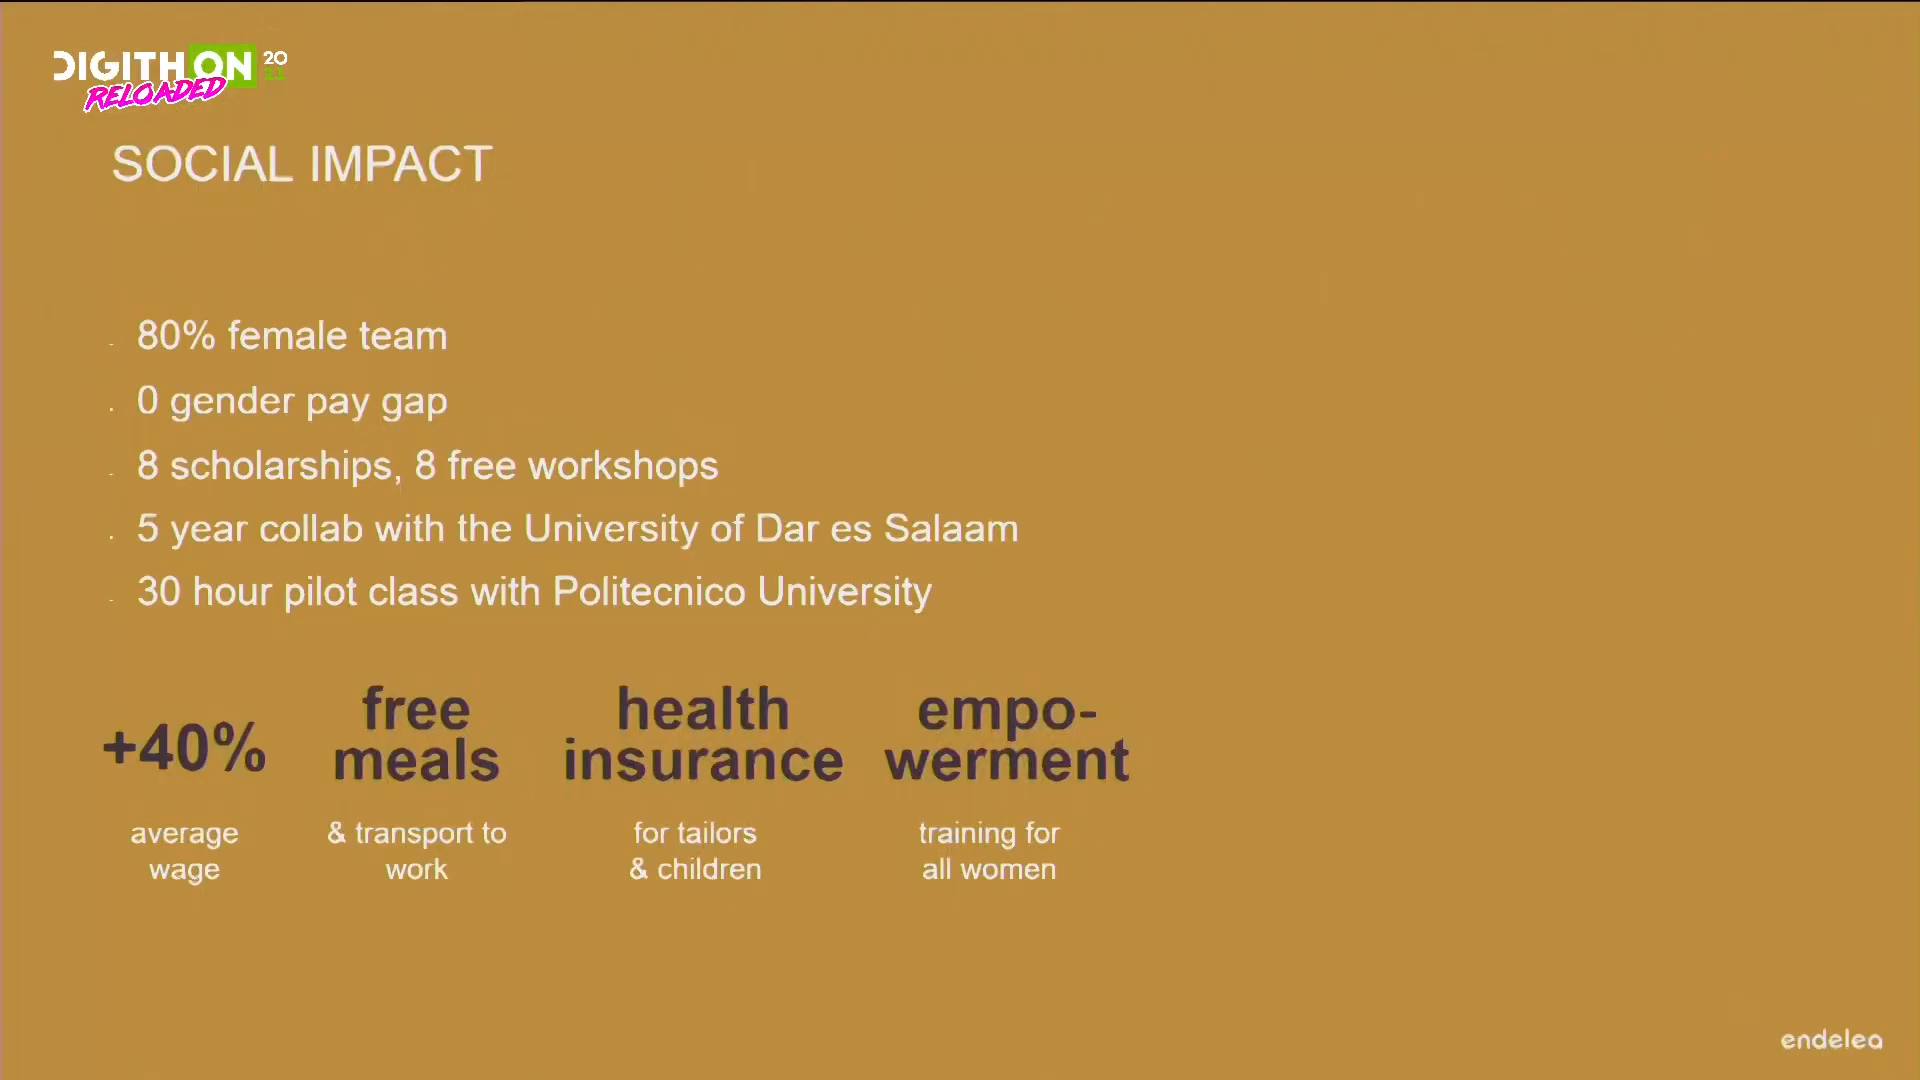 DIGITHON 20
21
RELOADED
SOCIAL IMPACT
80% female team
0 gender pay gap
8 scholarships, 8 free workshops
5 year collab with the University of Dar es Salaam
30 hour pilot class with Politecnico University
+40%
average
wage
free
meals
& transport to
work
health
insurance
for tailors
& children
empo-
werment
training for
all women
endelea